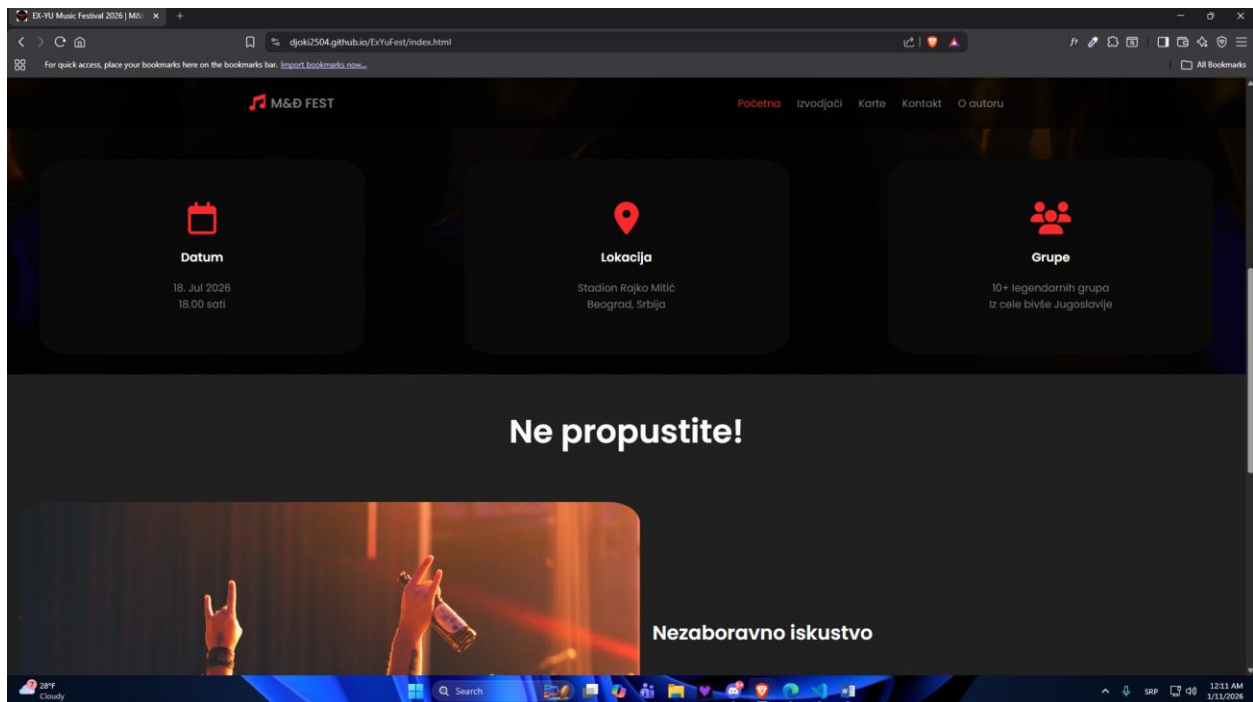 EX-YU Music Festival 2026 | M&Đ
djoki2504.github.io/ExYuFest/index.html
For quick access, place your bookmarks here on the bookmarks bar. Import bookmarks now...
All Bookmarks
M&Đ FEST
Početna Izvodjači Karte Kontakt O autoru
Datum
18. Jul 2026
18.00 sati
Lokacija
Stadion Rajko Mitić
Beograd, Srbija
Grupe
10+ legendarnih grupa
Iz cele bivše Jugoslavije
Ne propustite!
Nezaboravno iskustvo
28°F
Cloudy
Search
SRP
12:11 AM
1/11/2026